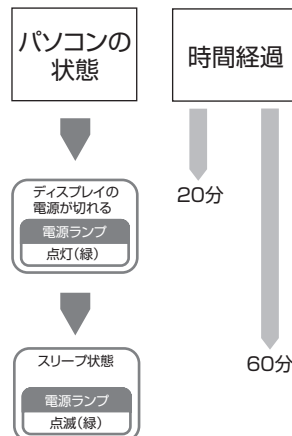 パソコンの
状態
時間経過
ディスプレイの
電源が切れる
電源ランプ
点灯(緑)
20分
スリープ状態
電源ランプ
点滅(緑)
60分